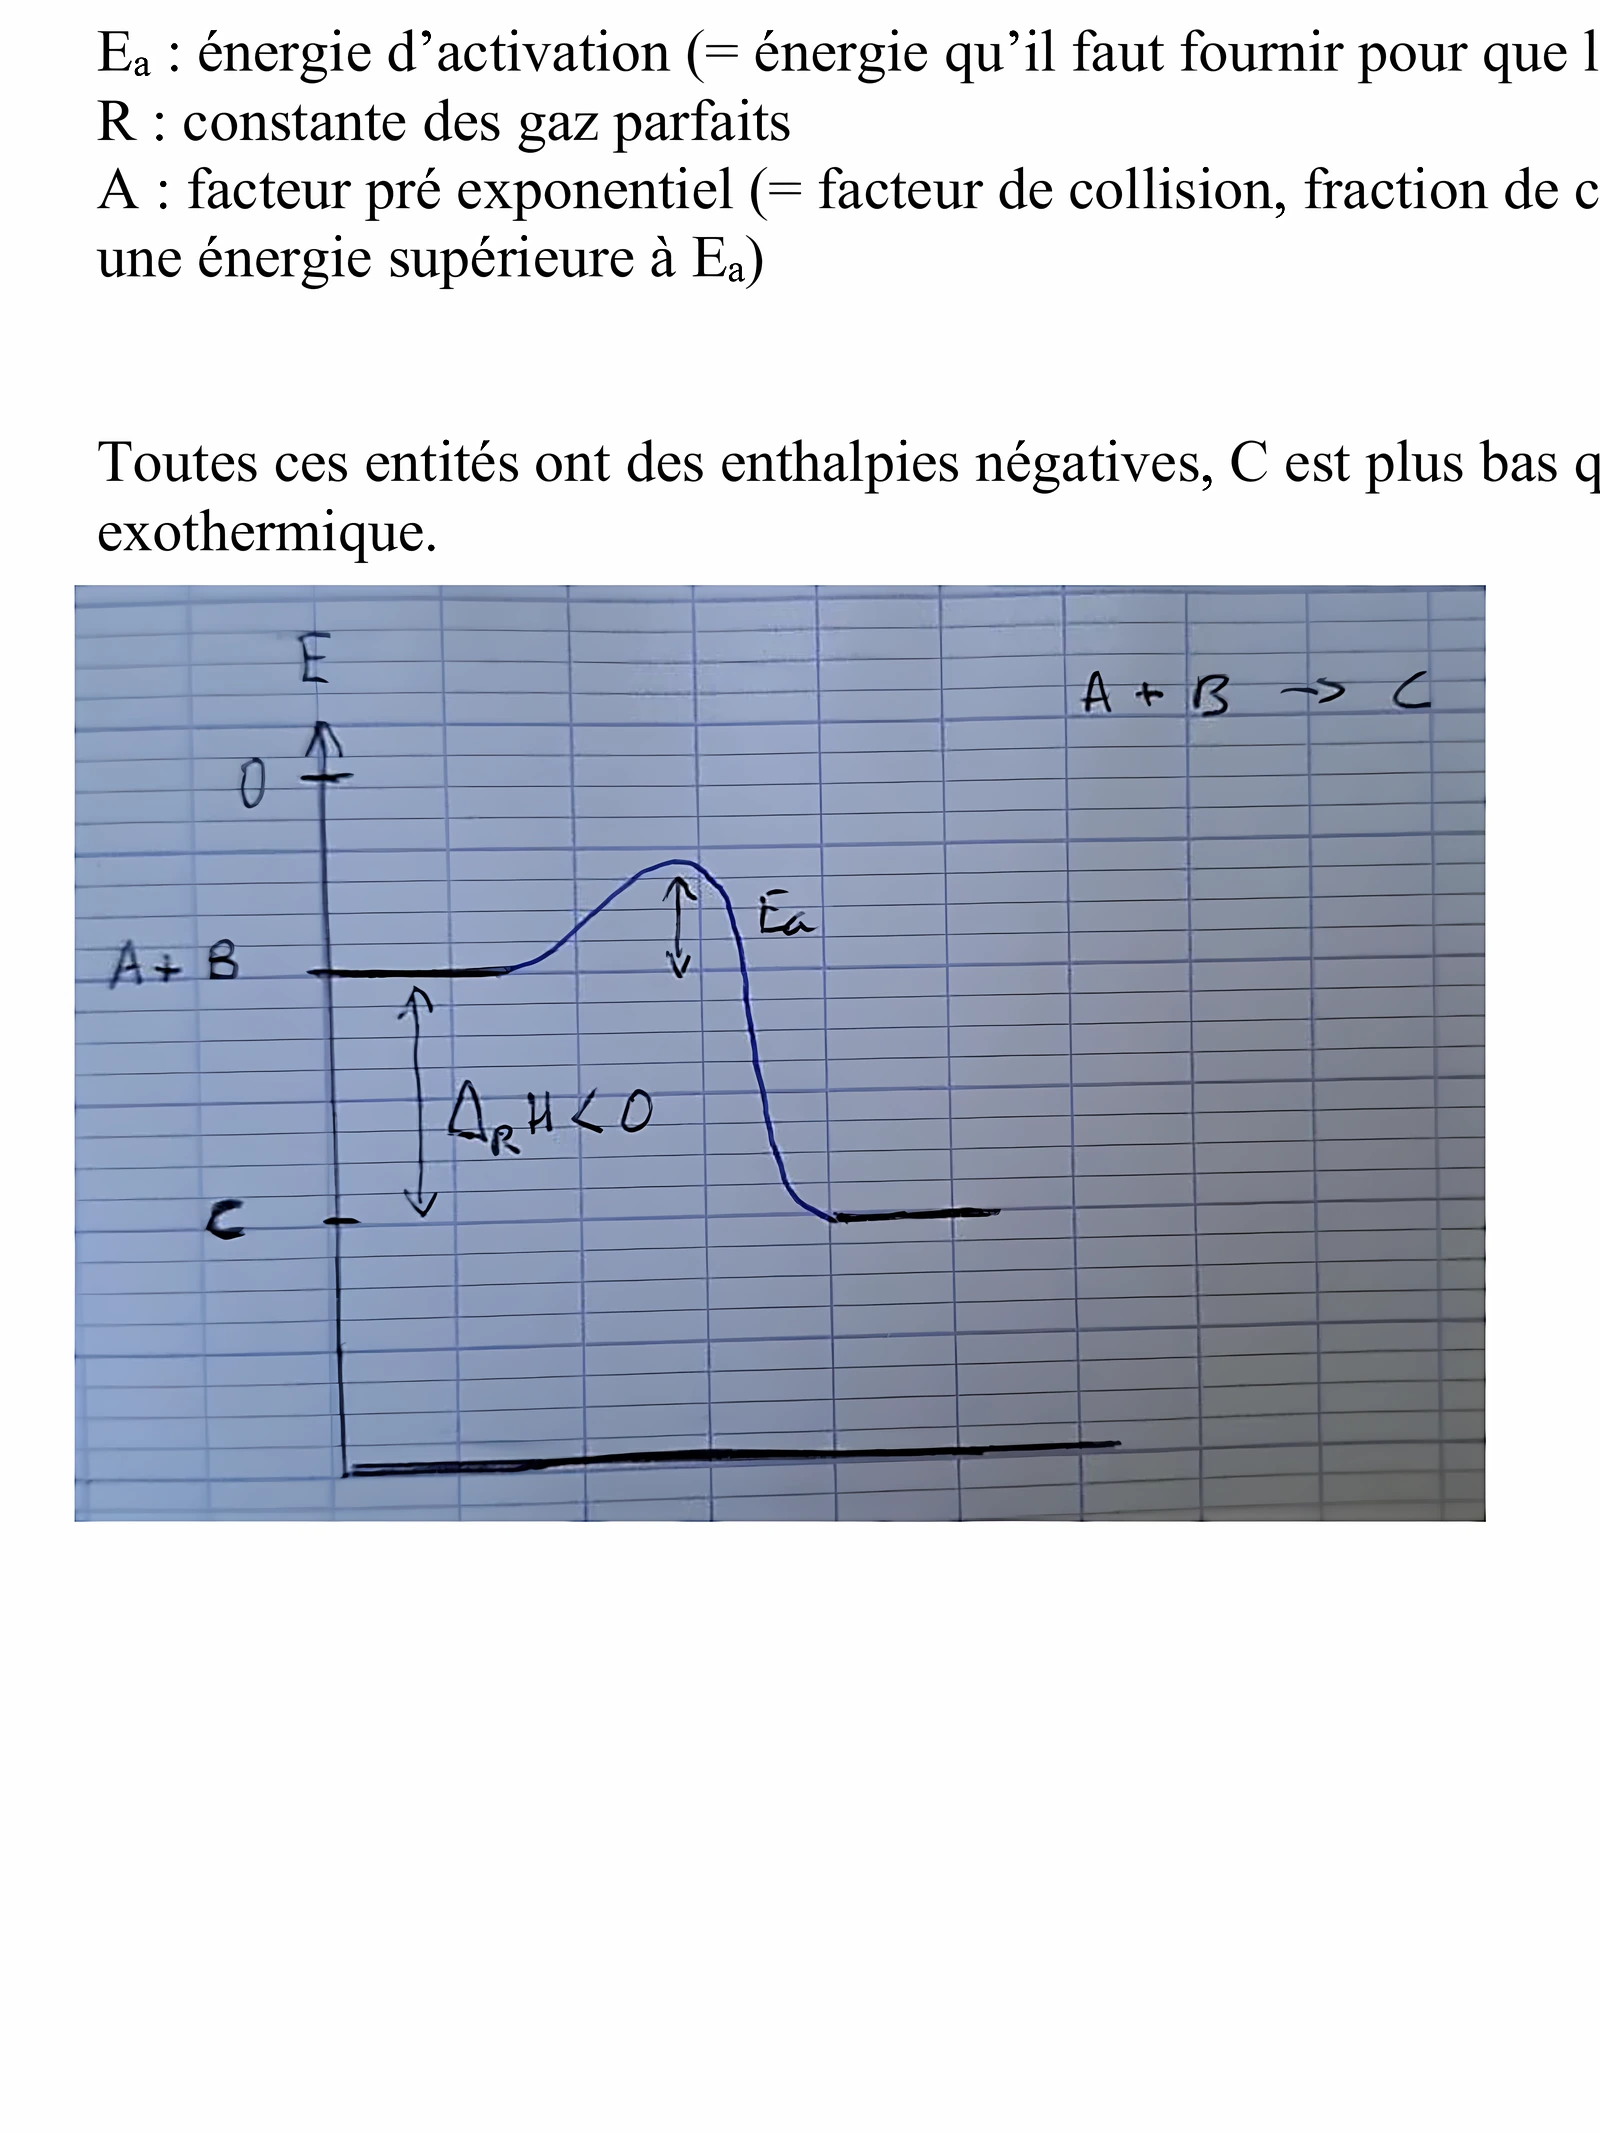 Eₐ : énergie d’activation (= énergie qu’il faut fournir pour que l
R : constante des gaz parfaits
A : facteur pré exponentiel (= facteur de collision, fraction de c
une énergie supérieure à Eₐ)
Toutes ces entités ont des enthalpies négatives, C est plus bas q
exothermique.
E
A + B -> C
0
Ea
A + B
ΔRH < 0
C